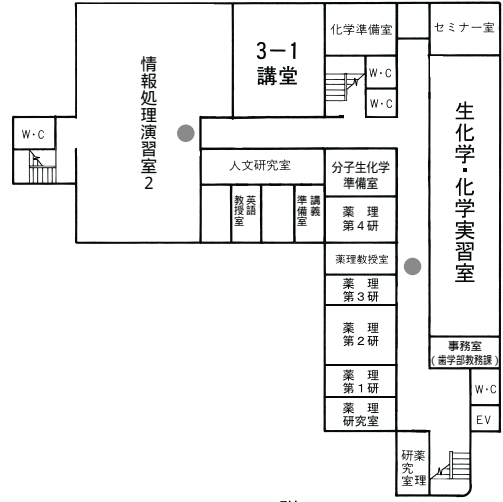 化学準備室
セミナー室
3−1
講堂
情報処理演習室2
W・C
W・C
W・C
生化学・化学実習室
人文研究室
分子生化学
準備室
英語
教授室
講義
準備室
薬 理
第4研
薬理教授室
薬 理
第3研
薬 理
第2研
事務室
(歯学部教務課)
薬 理
第1研
W・C
薬 理
研究室
EV
薬理
研究室